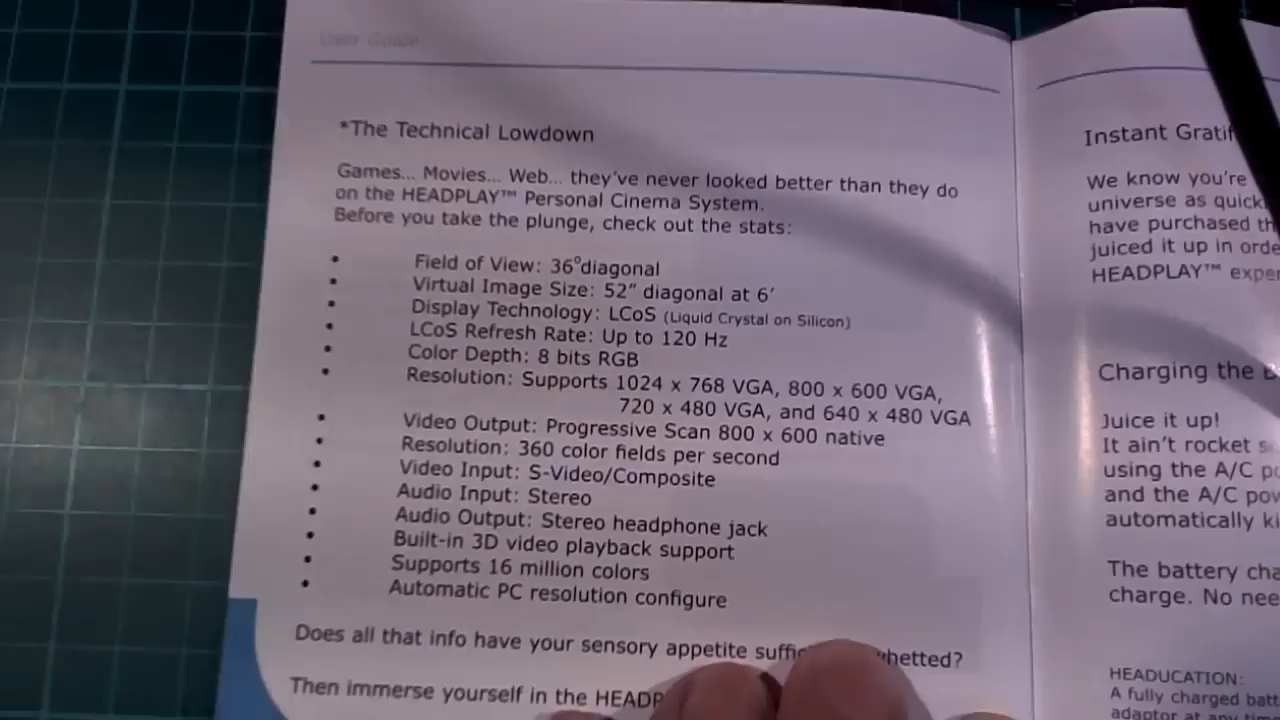 User Guide
*The Technical Lowdown
Games... Movies... Web... they've never looked better than they do
on the HEADPLAY™ Personal Cinema System.
Before you take the plunge, check out the stats:
• Field of View: 36°diagonal
• Virtual Image Size: 52" diagonal at 6'
• Display Technology: LCoS (Liquid Crystal on Silicon)
• LCoS Refresh Rate: Up to 120 Hz
• Color Depth: 8 bits RGB
• Resolution: Supports 1024 x 768 VGA, 800 x 600 VGA,
720 x 480 VGA, and 640 x 480 VGA
• Video Output: Progressive Scan 800 x 600 native
• Resolution: 360 color fields per second
• Video Input: S-Video/Composite
• Audio Input: Stereo
• Audio Output: Stereo headphone jack
• Built-in 3D video playback support
• Supports 16 million colors
• Automatic PC resolution configure
Does all that info have your sensory appetite
Then immerse yourself in the
Instant
We know you're
universe as
have purchased
juiced it up in
HEADPLAY™
Charging the
Juice it up!
It ain't rocket
using the A/C
and the A/C
automatically
The battery
charge. No
HEADUCATION:
A fully charged
adaptor at any